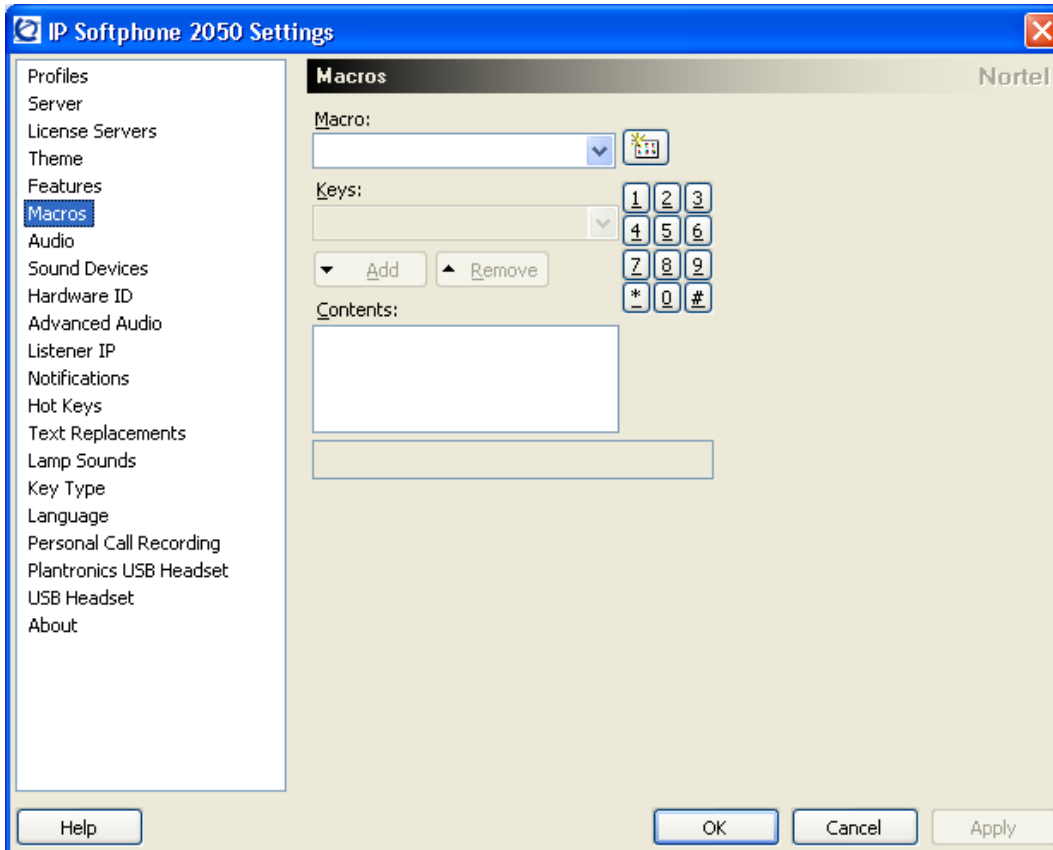 IP Softphone 2050 Settings
Profiles
Server
License Servers
Theme
Features
Macros
Audio
Sound Devices
Hardware ID
Advanced Audio
Listener IP
Notifications
Hot Keys
Text Replacements
Lamp Sounds
Key Type
Language
Personal Call Recording
Plantronics USB Headset
USB Headset
About
Macros
Nortel
Macro:
Keys:
1 2 3
4 5 6
7 8 9
* 0 #
Add Remove
Contents:
Help OK Cancel Apply